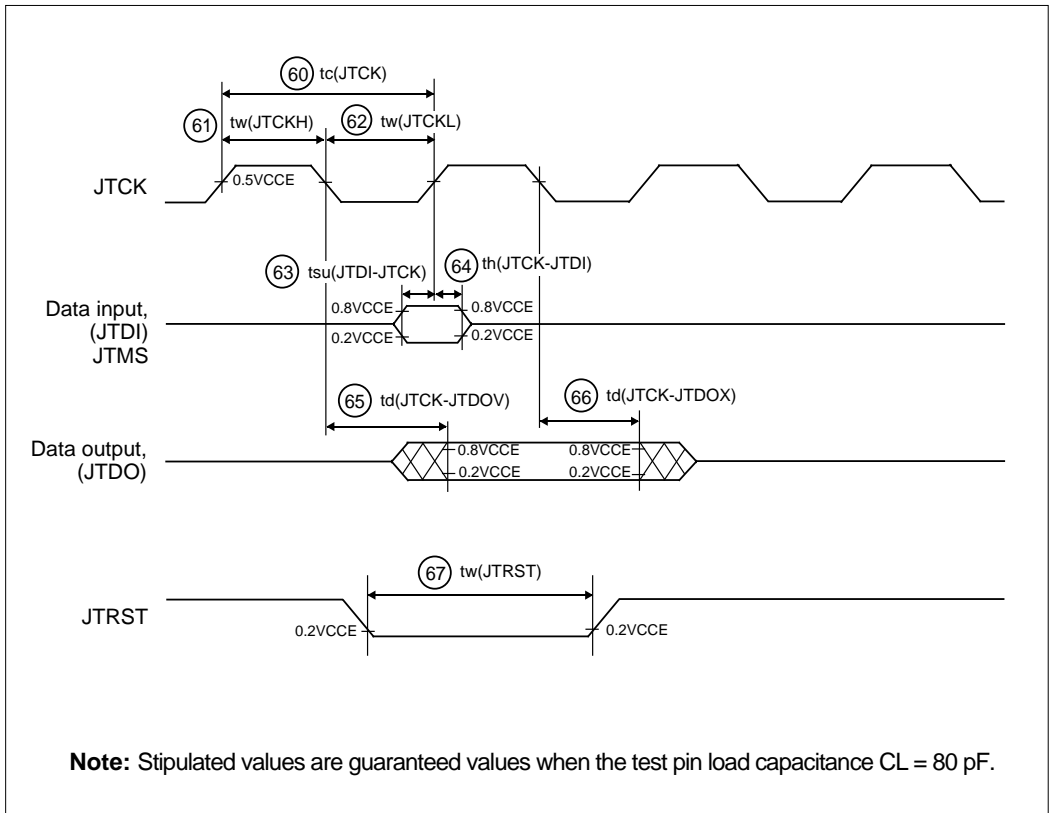 60 tc(JTCK)
61 tw(JTCKH) 62 tw(JTCKL)
JTCK
0.5VCCE
63 tsu(JTDI-JTCK) 64 th(JTCK-JTDI)
Data input,
(JTDI)
JTMS
0.8VCCE 0.8VCCE
0.2VCCE 0.2VCCE
65 td(JTCK-JTDOV) 66 td(JTCK-JTDOX)
Data output,
(JTDO)
0.8VCCE 0.8VCCE
0.2VCCE 0.2VCCE
67 tw(JTRST)
JTRST
0.2VCCE 0.2VCCE
Note: Stipulated values are guaranteed values when the test pin load capacitance CL = 80 pF.